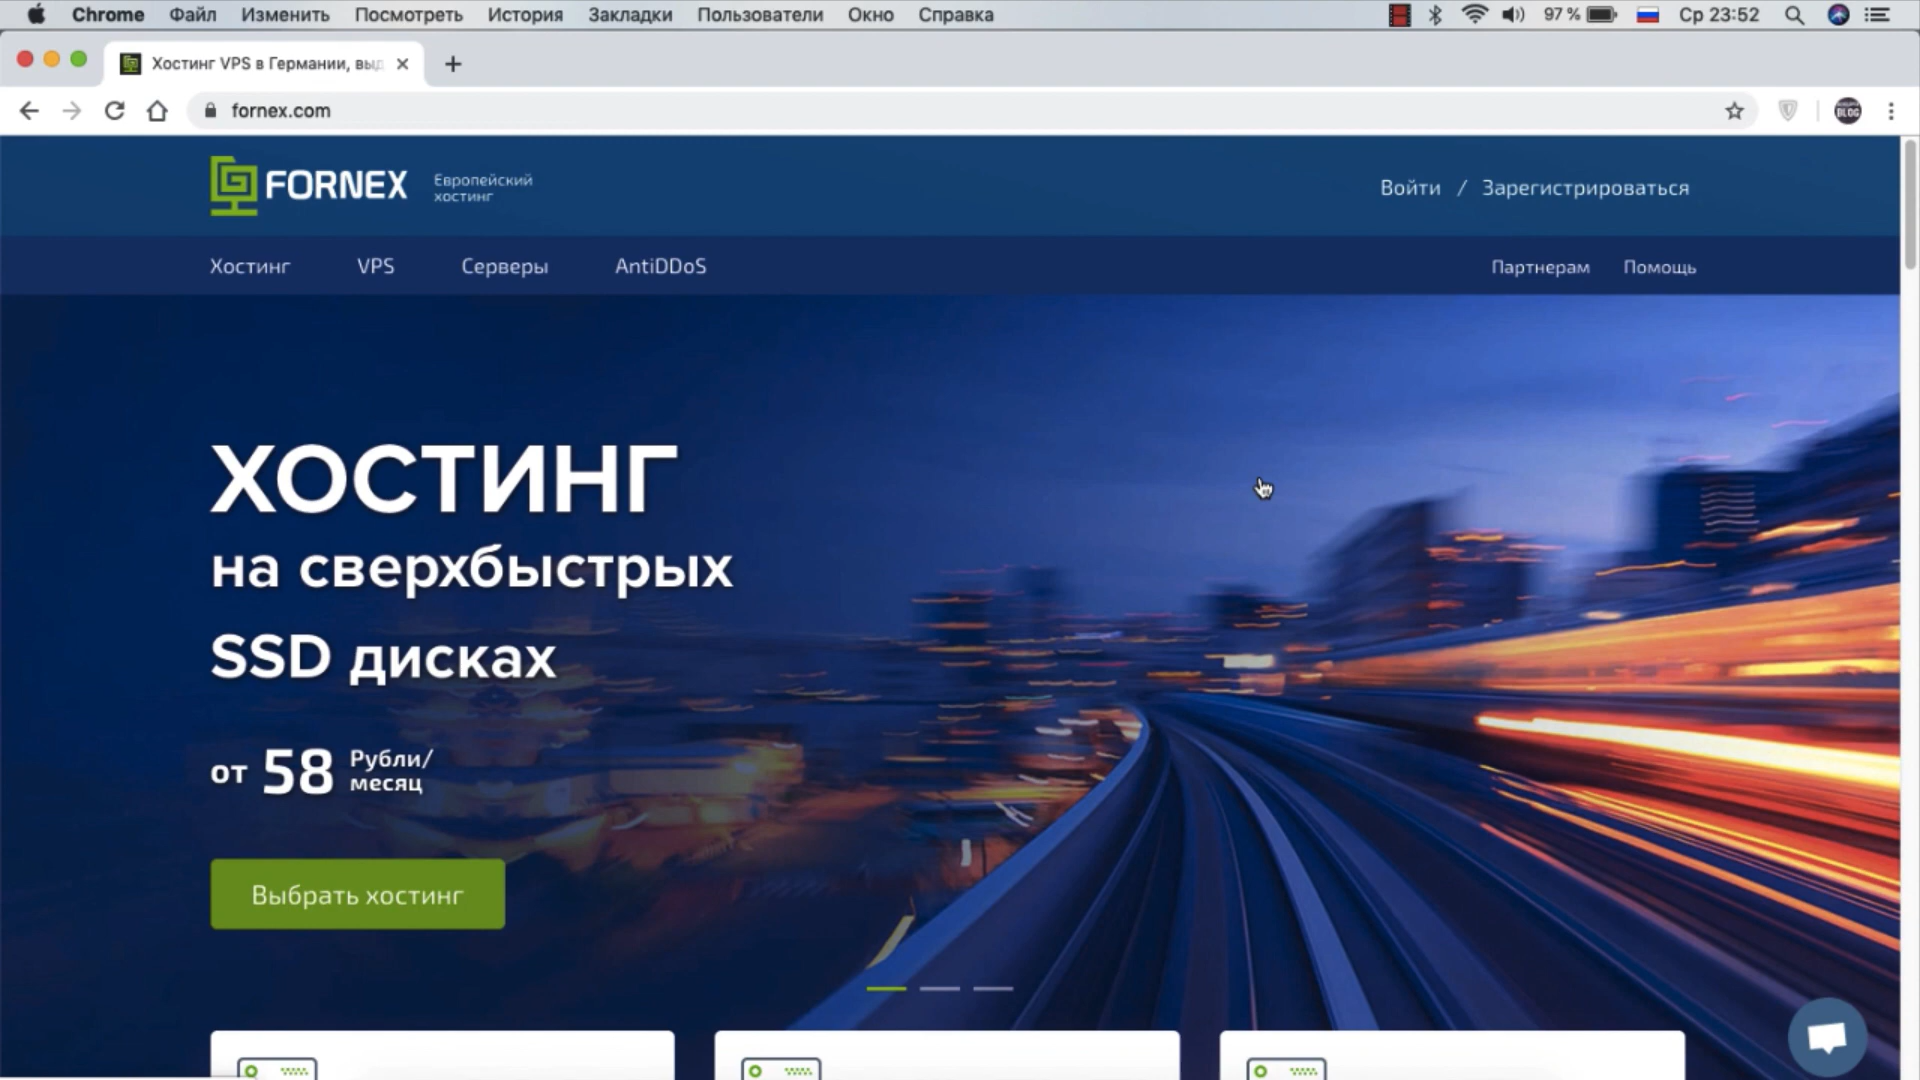 Chrome Файл Изменить Посмотреть История Закладки Пользователи Окно Справка 97 % Ср 23:52
Хостинг VPS в Германии, выд
fornex.com
BLOG
FORNEX Европейский
хостинг
Войти / Зарегистрироваться
Хостинг VPS Серверы AntiDDoS Партнерам Помощь
ХОСТИНГ
на сверхбыстрых
SSD дисках
от 58 Рубли/
месяц
Выбрать хостинг